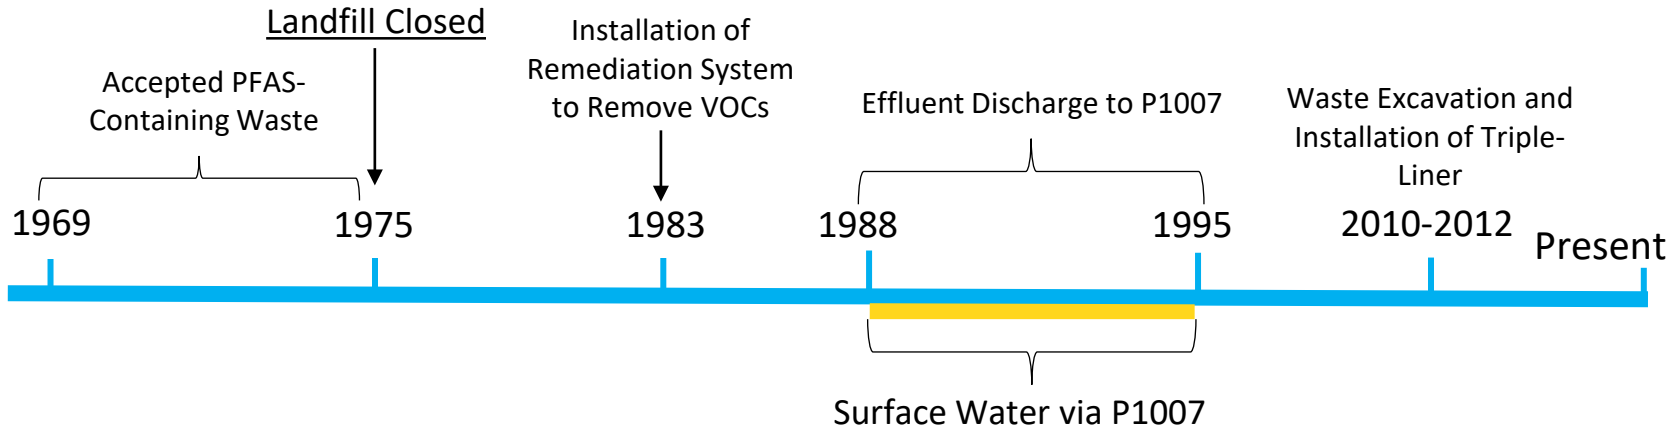 Landfill Closed
Accepted PFAS-
Containing Waste
Installation of
Remediation System
to Remove VOCs
Effluent Discharge to P1007
Waste Excavation and
Installation of Triple-
Liner
1969
1975
1983
1988
1995
2010-2012
Present
Surface Water via P1007